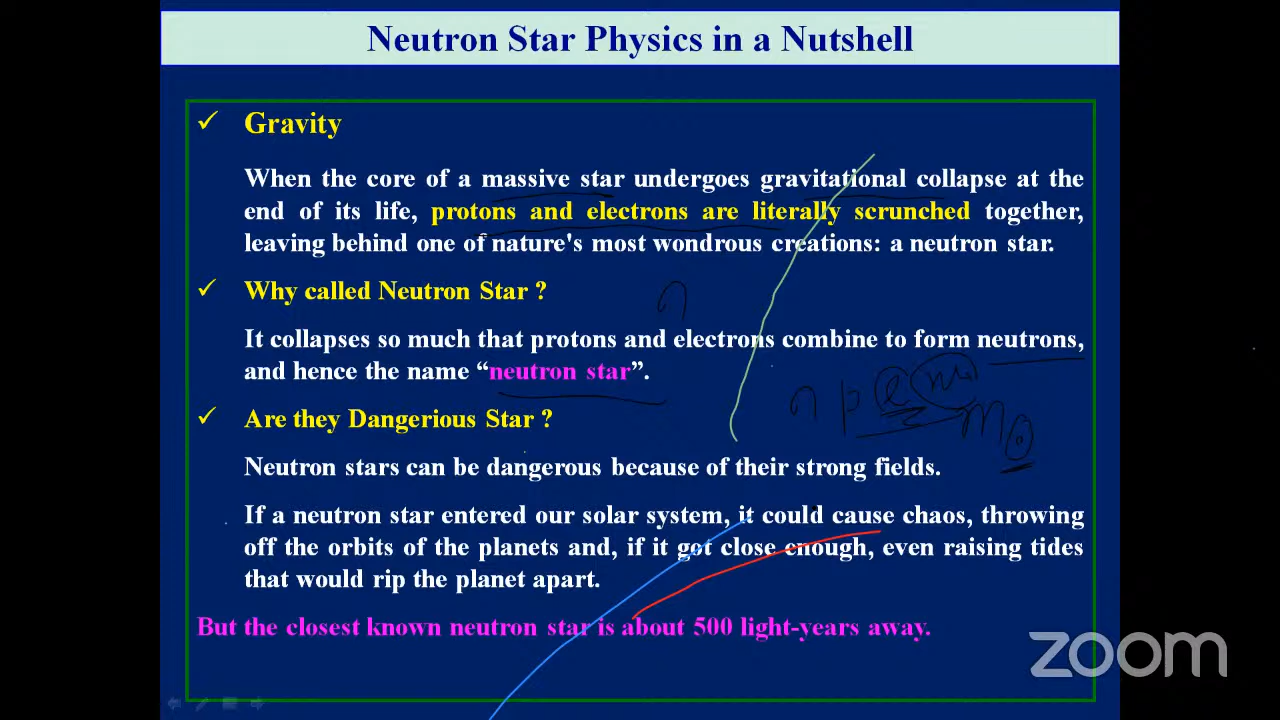 Neutron Star Physics in a Nutshell
✓ Gravity
When the core of a massive star undergoes gravitational collapse at the
end of its life, protons and electrons are literally scrunched together,
leaving behind one of nature's most wondrous creations: a neutron star.
✓ Why called Neutron Star ?
It collapses so much that protons and electrons combine to form neutrons,
and hence the name “neutron star”.
✓ Are they Dangerious Star ?
Neutron stars can be dangerous because of their strong fields.
If a neutron star entered our solar system, it could cause chaos, throwing
off the orbits of the planets and, if it got close enough, even raising tides
that would rip the planet apart.
But the closest known neutron star is about 500 light-years away.
zoom